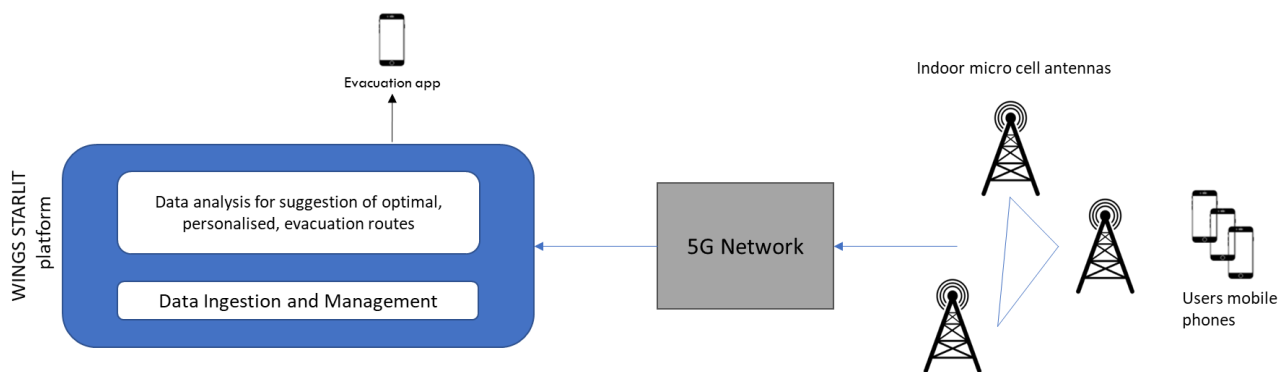 Evacuation app
Indoor micro cell antennas
WINGS STARLIT
platform
Data analysis for suggestion of optimal,
personalised, evacuation routes
Data Ingestion and Management
5G Network
Users mobile
phones